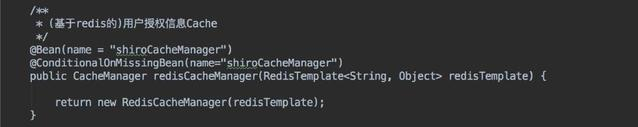 /**
 * (基于redis的)用户授权信息Cache
 */
@Bean(name = "shiroCacheManager")
@ConditionalOnMissingBean(name="shiroCacheManager")
public CacheManager redisCacheManager(RedisTemplate<String, Object> redisTemplate) {
    return new RedisCacheManager(redisTemplate);
}